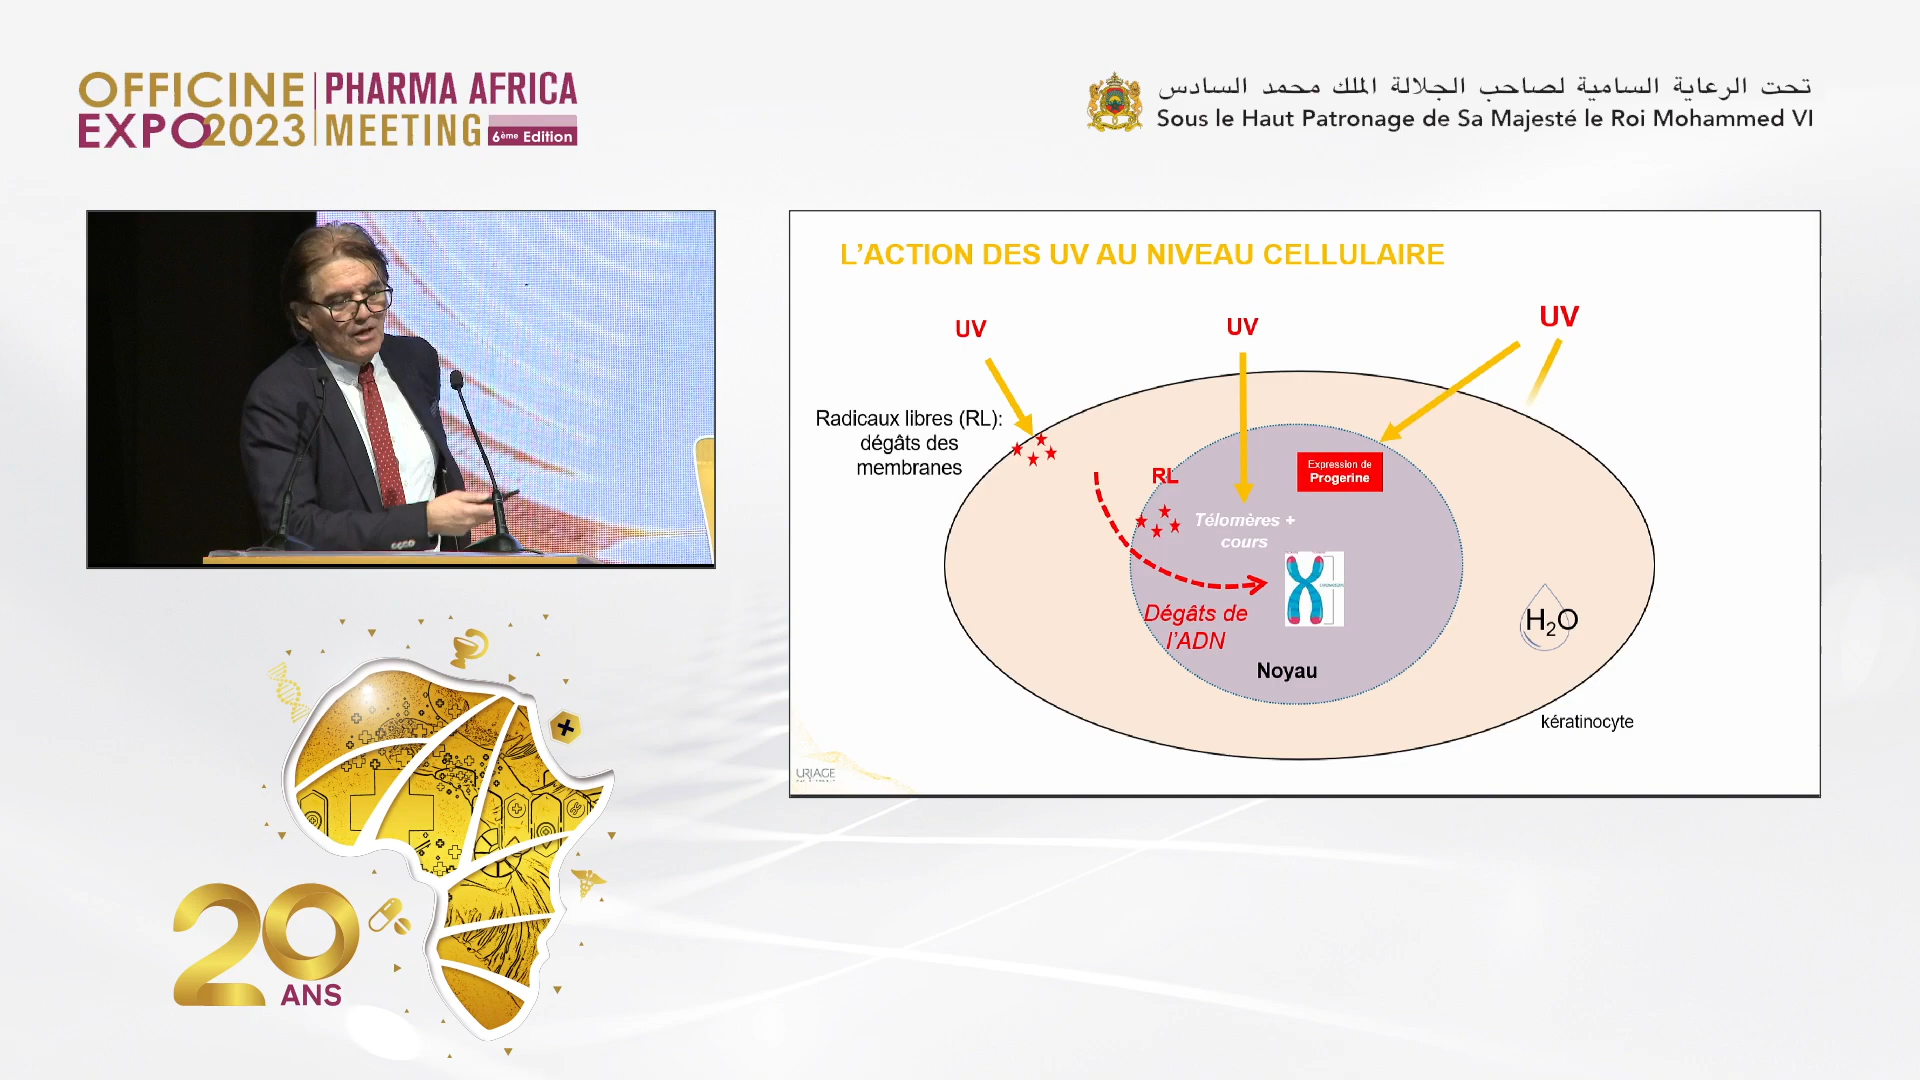 OFFICINE
EXPO2023
PHARMA AFRICA
MEETING
6ème Edition
تحت الرعاية السامية لصاحب الجلالة الملك محمد السادس
Sous le Haut Patronage de Sa Majesté le Roi Mohammed VI
L'ACTION DES UV AU NIVEAU CELLULAIRE
UV
UV
UV
Radicaux libres (RL):
dégâts des
membranes
RL
Expression de
Progerine
Télomères +
cours
Dégâts de
l'ADN
Noyau
H₂O
kératinocyte
URIAGE
20
ANS